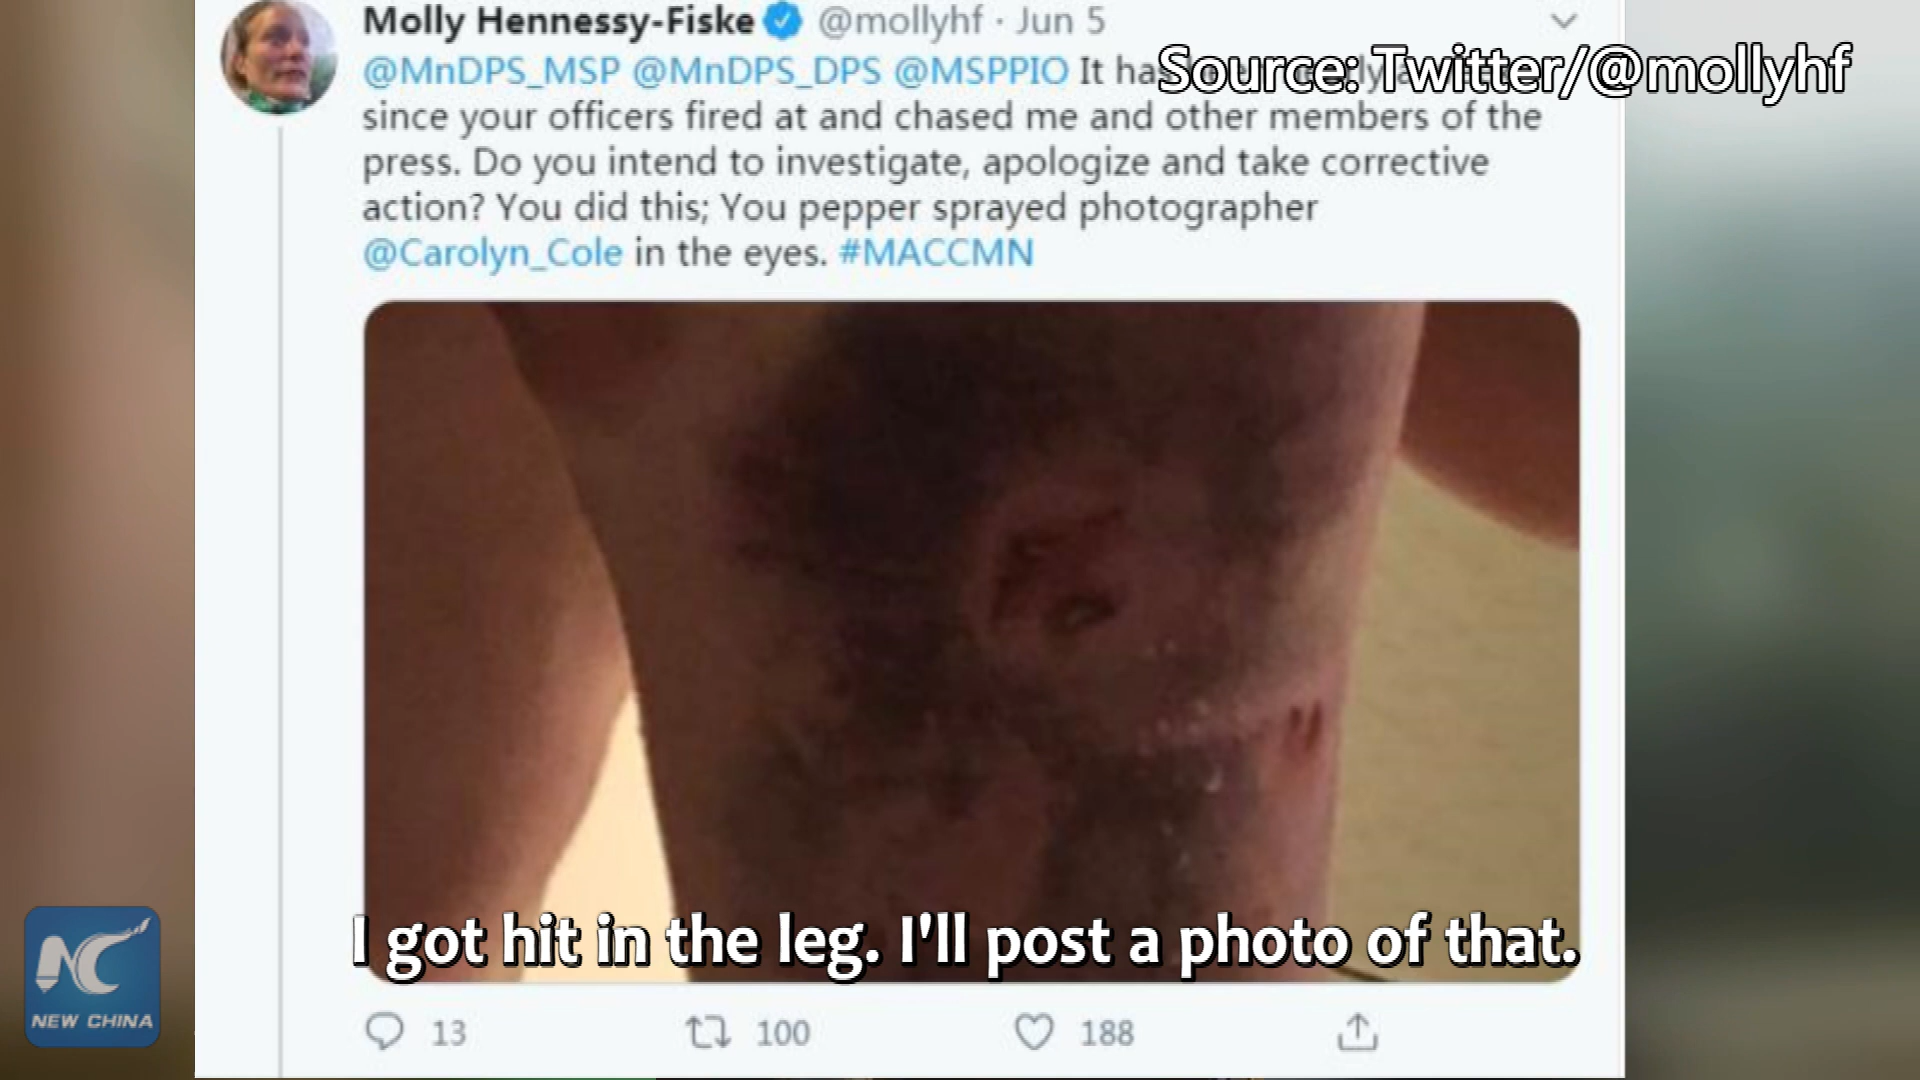 Molly Hennessy-Fiske @mollyhf · Jun 5
Source: Twitter/@mollyhf
@MnDPS_MSP @MnDPS_DPS @MSPPIO It has
since your officers fired at and chased me and other members of the
press. Do you intend to investigate, apologize and take corrective
action? You did this; You pepper sprayed photographer
@Carolyn_Cole in the eyes. #MACCMN
I got hit in the leg. I'll post a photo of that.
NEW CHINA
13 100 188